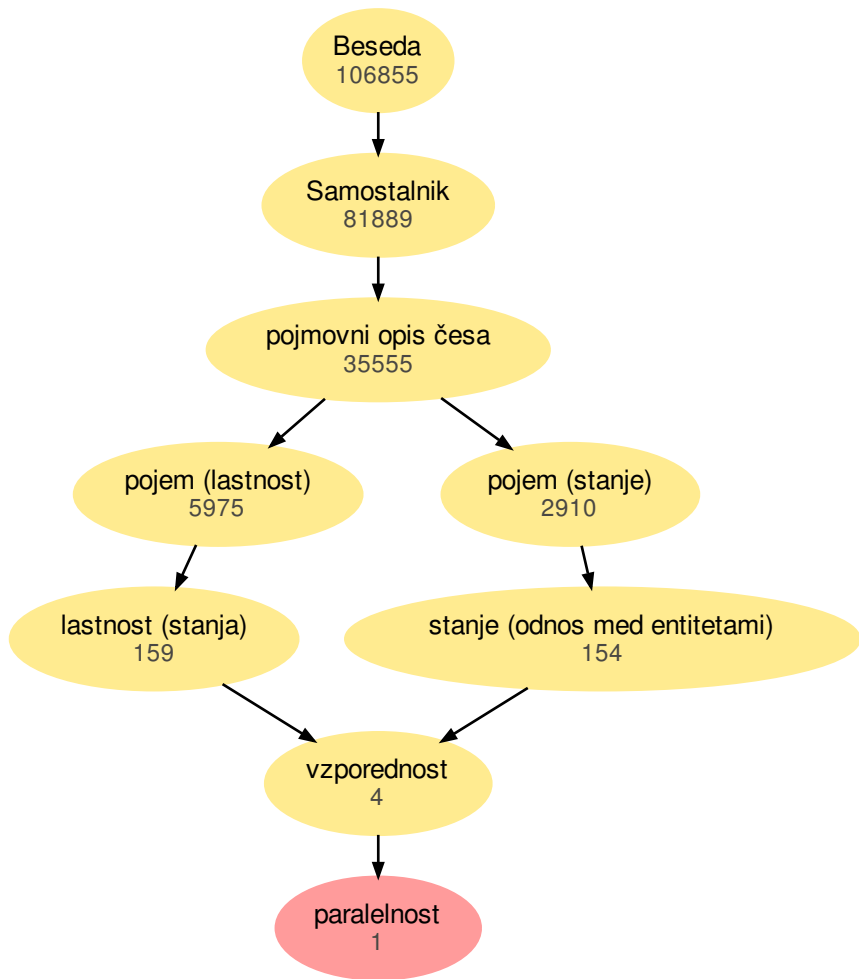 Beseda
106855
Samostalnik
81889
pojmovni opis česa
35555
pojem (lastnost)
5975
pojem (stanje)
2910
lastnost (stanja)
159
stanje (odnos med entitetami)
154
vzporednost
4
paralelnost
1